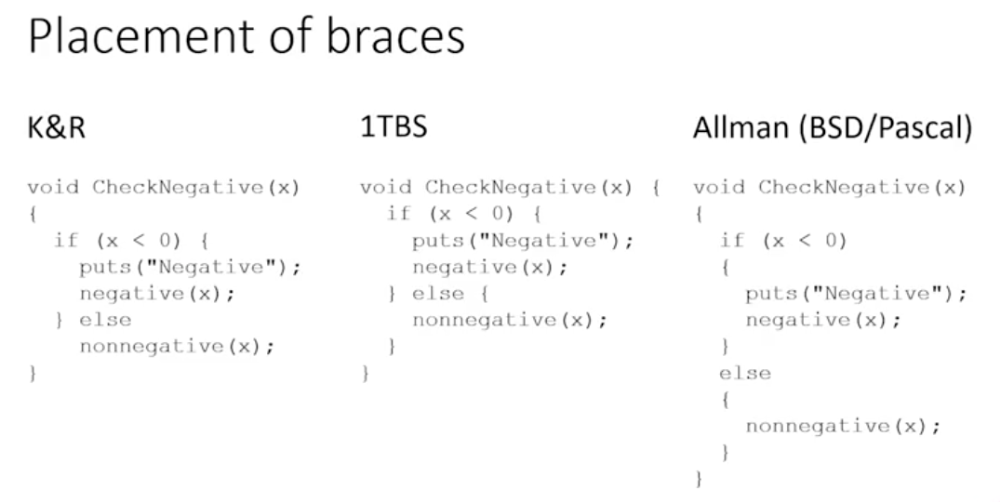 Placement of braces
K&R
void CheckNegative(x)
{
  if (x < 0) {
    puts("Negative");
    negative(x);
  } else
    nonnegative(x);
}
1TBS
void CheckNegative(x) {
  if (x < 0) {
    puts("Negative");
    negative(x);
  } else {
    nonnegative(x);
  }
}
Allman (BSD/Pascal)
void CheckNegative(x)
{
  if (x < 0)
  {
    puts("Negative");
    negative(x);
  }
  else
  {
    nonnegative(x);
  }
}